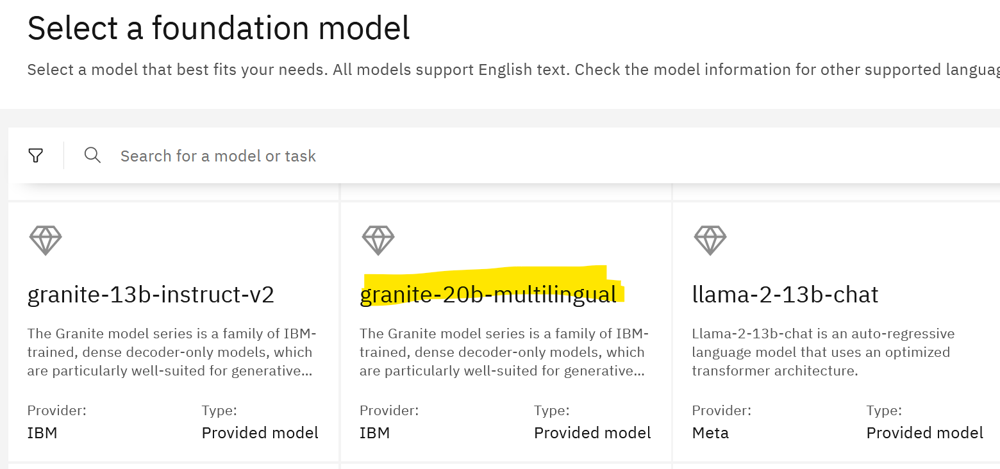 Select a foundation model
Select a model that best fits your needs. All models support English text. Check the model information for other supported
Search for a model or task
granite-13b-instruct-v2
The Granite model series is a family of IBM-
trained, dense decoder-only models, which
are particularly well-suited for generative...
Provider:
Type:
IBM
Provided model
granite-20b-multilingual
The Granite model series is a family of IBM-
trained, dense decoder-only models, which
are particularly well-suited for generative...
Provider:
Type:
IBM
Provided model
llama-2-13b-chat
Llama-2-13b-chat is an auto-regressive
language model that uses an optimized
transformer architecture.
Provider:
Type:
Meta
Provided model